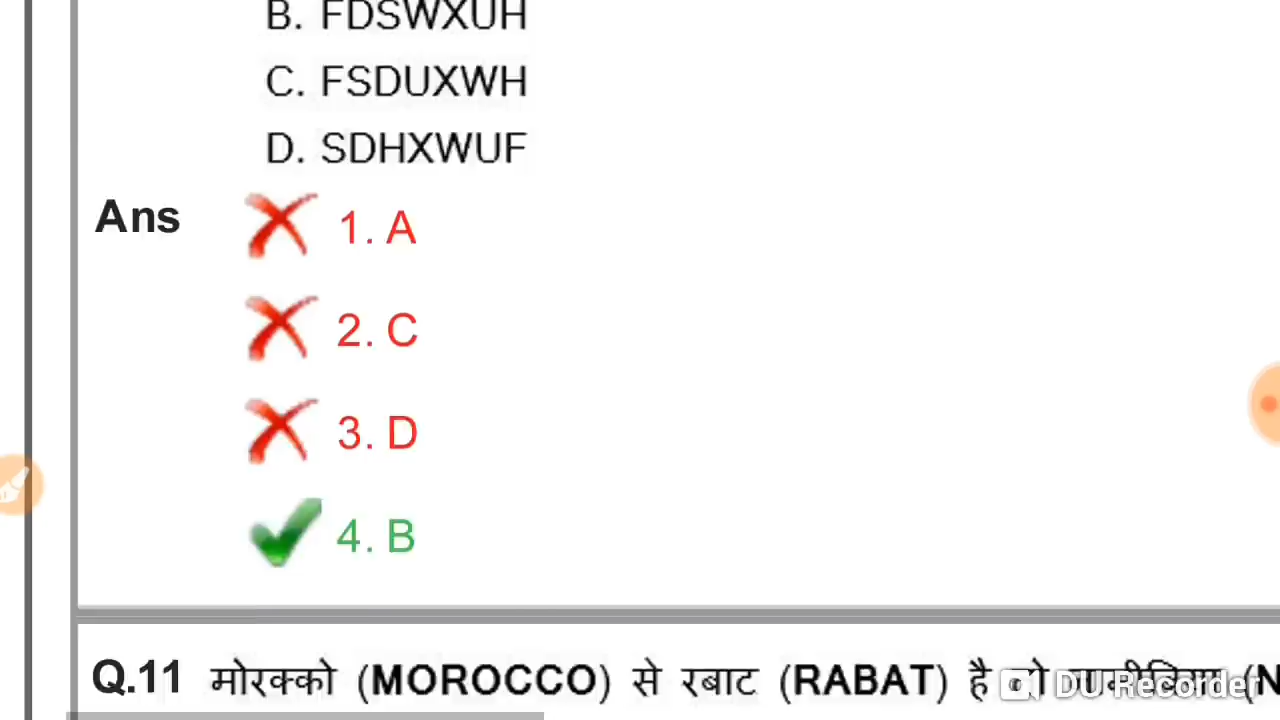 B. FDSWXUH
C. FSDUXWH
D. SDHXWUF
Ans
1. A
2. C
3. D
4. B
Q.11 मोरक्को (MOROCCO) से रबाट (RABAT) है तो (N
DU Recorder